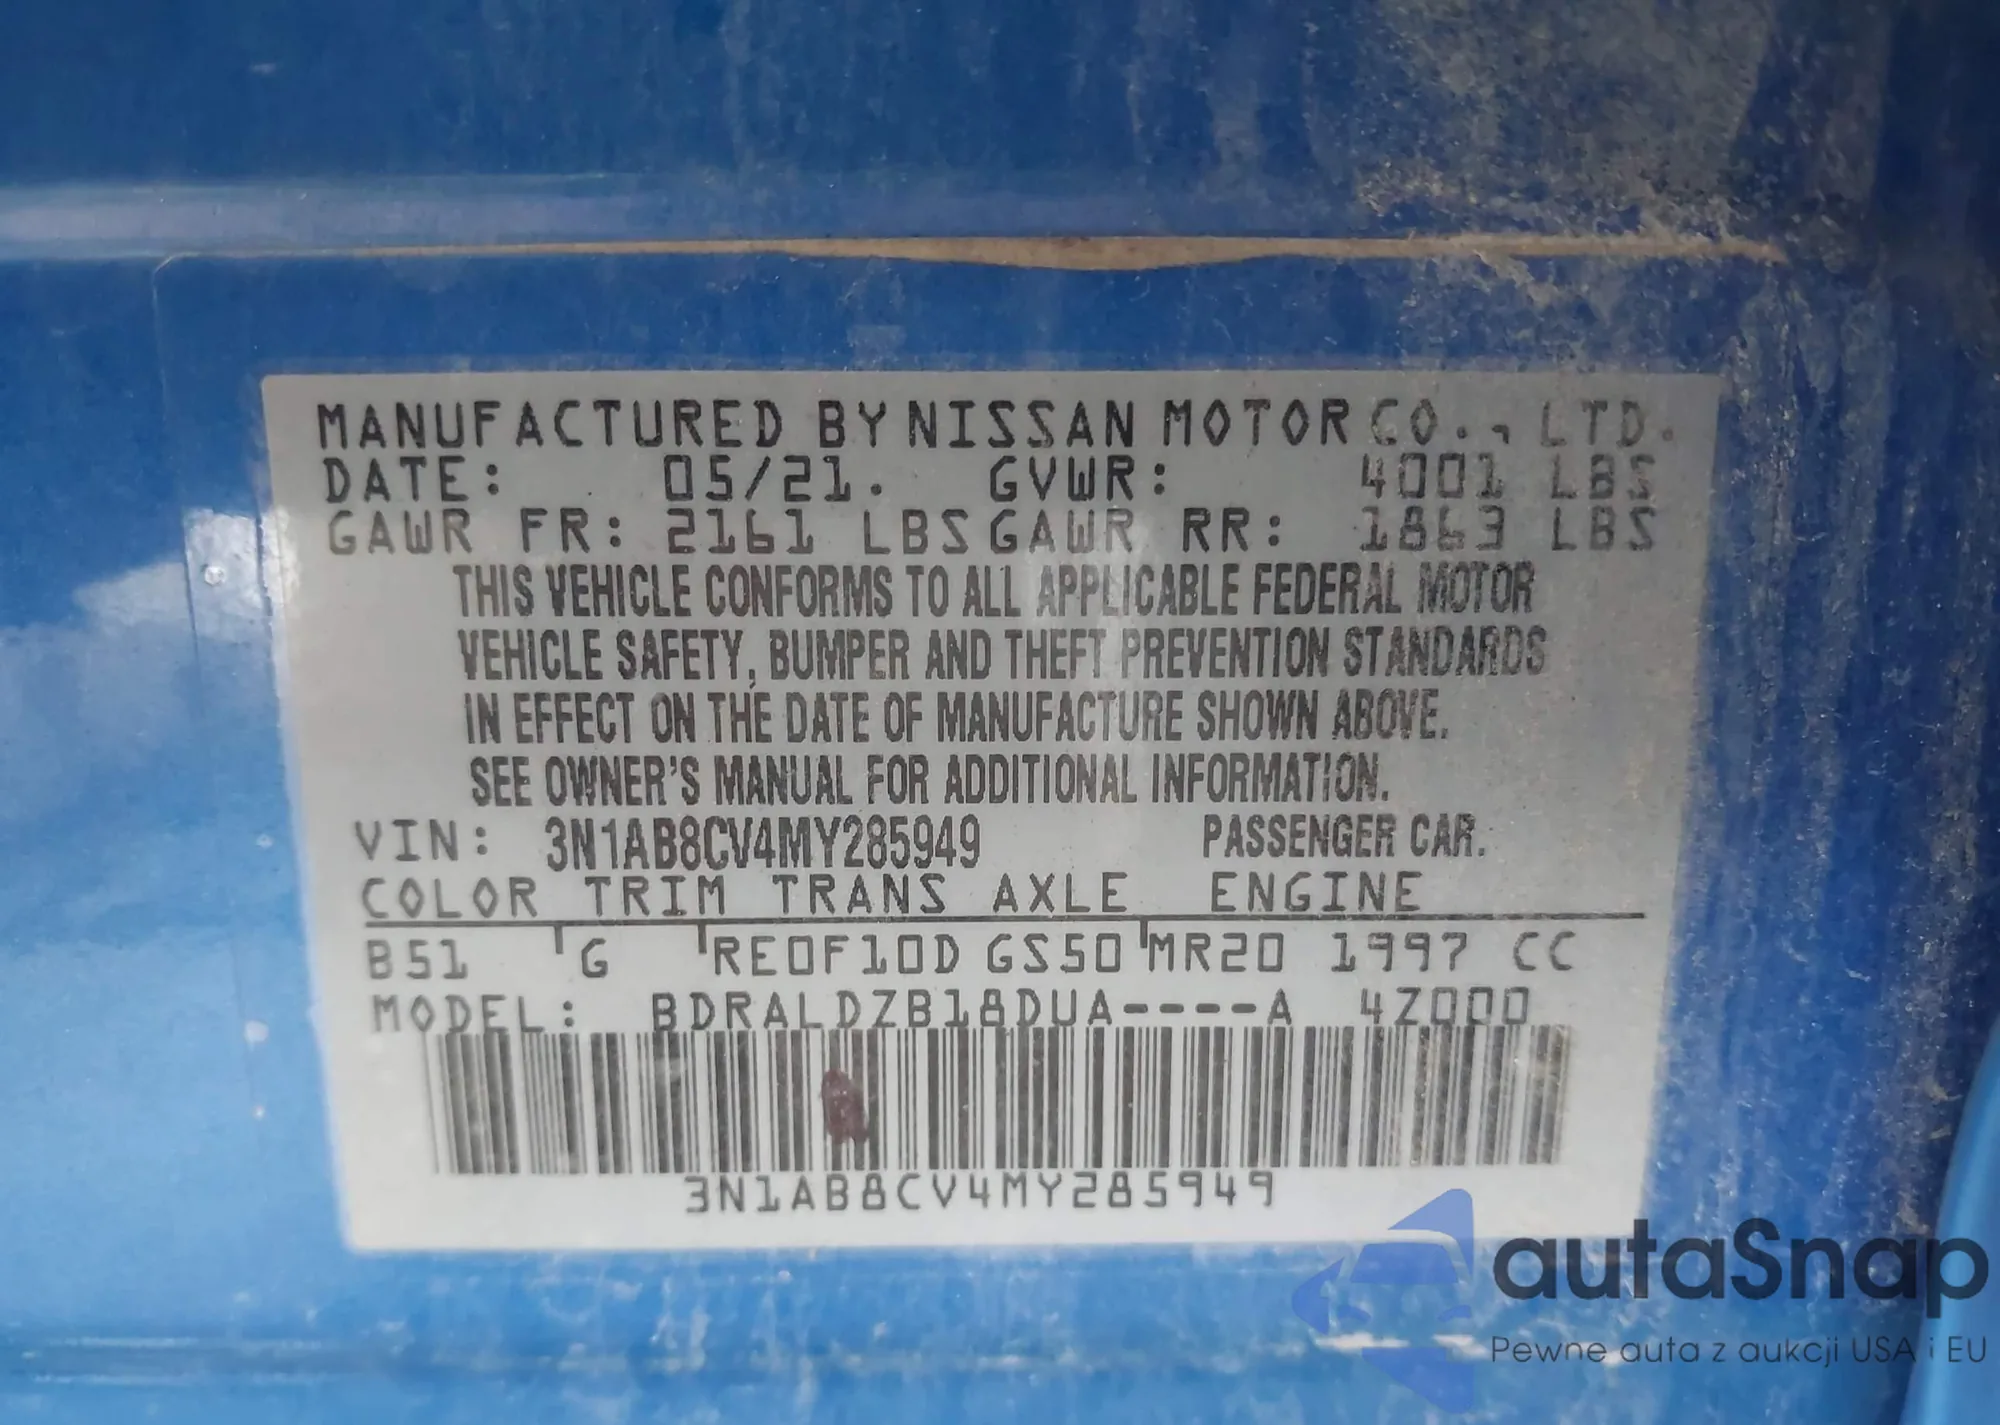 MANUFACTURED BY NISSAN MOTOR CO., LTD.
DATE: 05/21. GVWR: 4001 LBS
GAWR FR: 2161 LBS GAWR RR: 1863 LBS
THIS VEHICLE CONFORMS TO ALL APPLICABLE FEDERAL MOTOR
VEHICLE SAFETY, BUMPER AND THEFT PREVENTION STANDARDS
IN EFFECT ON THE DATE OF MANUFACTURE SHOWN ABOVE.
SEE OWNER'S MANUAL FOR ADDITIONAL INFORMATION.
VIN: 3N1AB8CV4MY285949 PASSENGER CAR.
COLOR TRIM TRANS AXLE ENGINE
B51 G RE0F10D GS50 MR20 1997 CC
MODEL: BDRALDZB18DUA----A 4Z000
3N1AB8CV4MY285949
autaSnap
Pewne auta z aukcji USA i EU